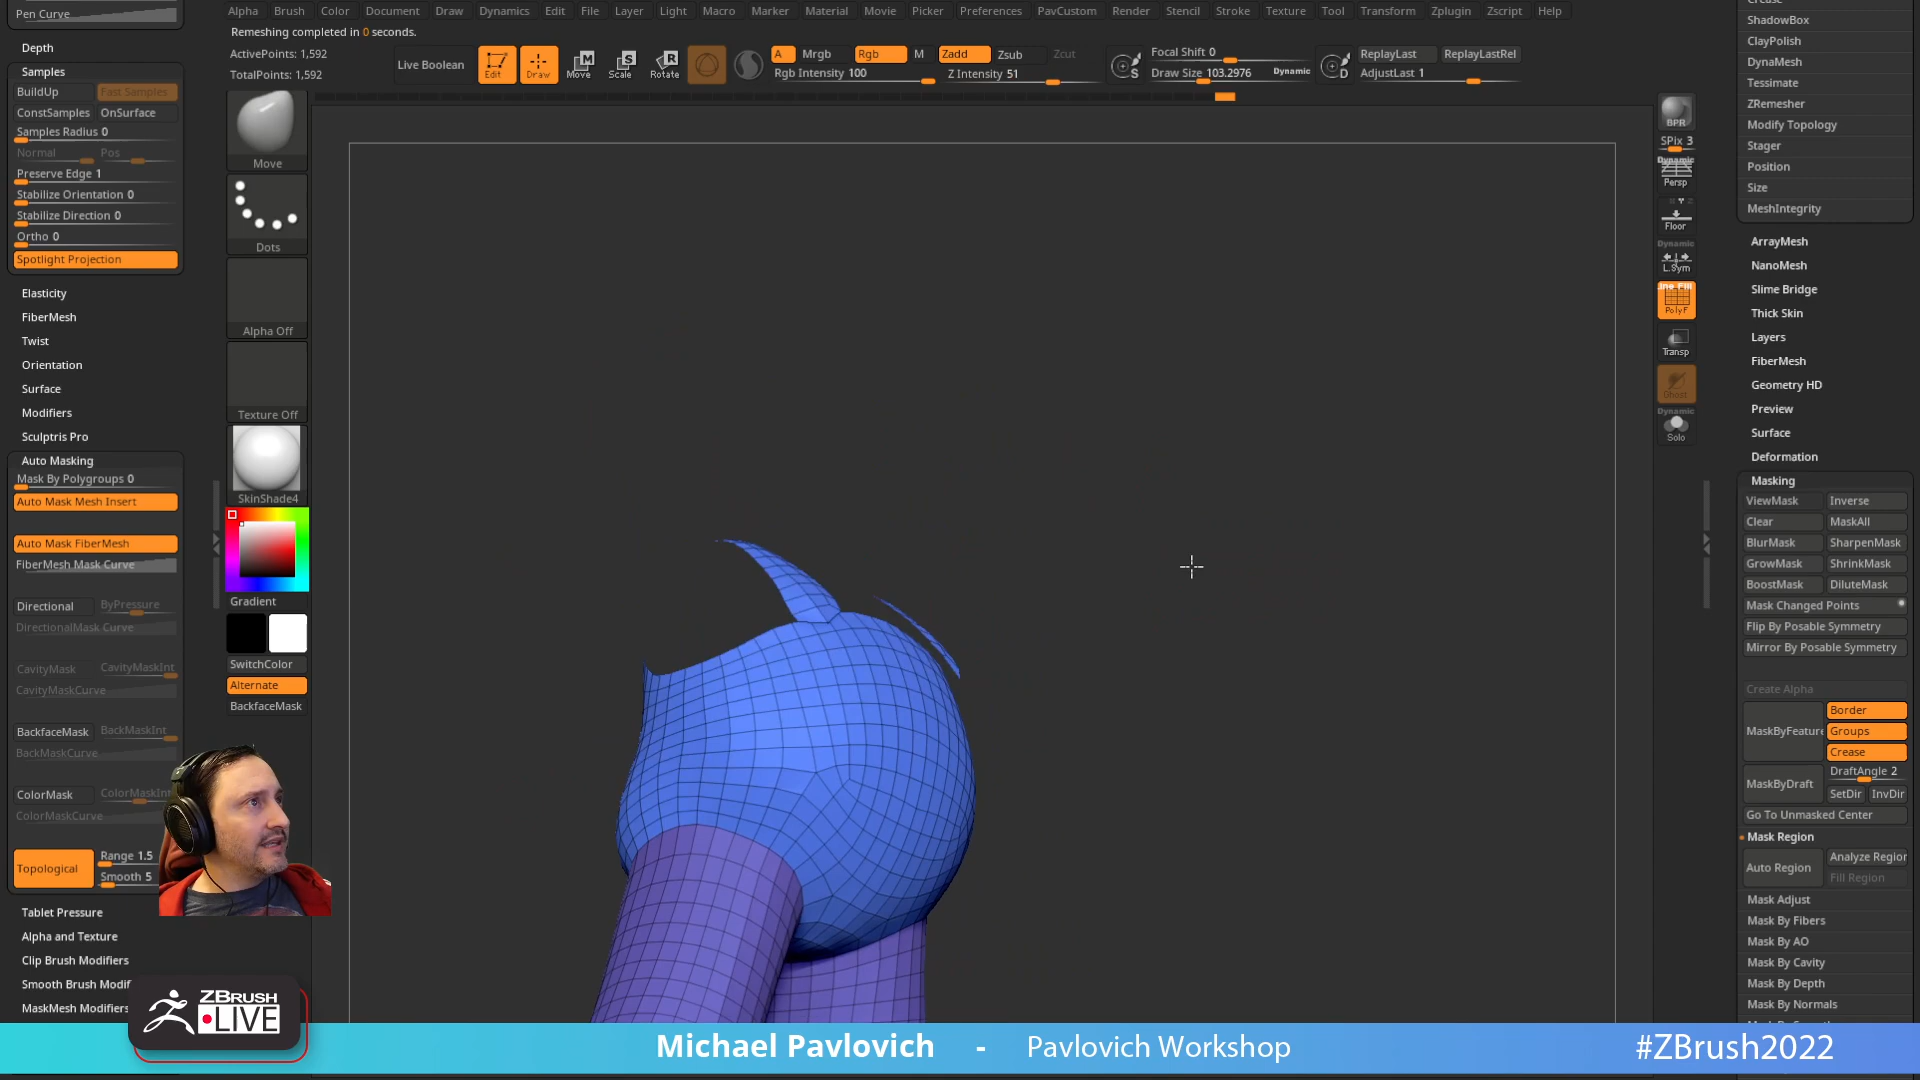 Alpha Brush Color Document Draw Dynamics Edit File Layer Light Macro Marker Material Movie Picker Preferences PavCustom Render Stencil Stroke Texture Tool Transform Zplugin Zscript Help
Remeshing completed in 0 seconds.
ActivePoints: 1,592
TotalPoints: 1,592
Live Boolean
Edit
Draw
Move
Scale
Rotate
A
Mrgb
Rgb
M
Zadd
Zsub
Zcut
Rgb Intensity 100
Z Intensity 51
Focal Shift 0
Draw Size 103.2976
Dynamic
ReplayLast
ReplayLastRel
AdjustLast 1
S
D
Pen Curve
Depth
Samples
BuildUp
Fast Samples
ConstSamples
OnSurface
Samples Radius 0
Normal
Pos
Preserve Edge 1
Stabilize Orientation 0
Stabilize Direction 0
Ortho 0
Spotlight Projection
Elasticity
FiberMesh
Twist
Orientation
Surface
Modifiers
Sculptris Pro
Auto Masking
Mask By Polygroups 0
Auto Mask Mesh Insert
Auto Mask FiberMesh
FiberMesh Mask Curve
Directional
ByPressure
DirectionalMask Curve
CavityMask
CavityMaskInt
CavityMaskCurve
BackfaceMask
BackMaskInt
BackMaskCurve
ColorMask
ColorMaskInt
ColorMaskCurve
Topological
Range 1.5
Smooth 5
Tablet Pressure
Alpha and Texture
Clip Brush Modifiers
Smooth Brush Modif
MaskMesh Modifiers
Move
Dots
Alpha Off
Texture Off
SkinShade4
Gradient
SwitchColor
Alternate
BackfaceMask
BPR
SPix 3
Dynamic
Persp
Floor
Dynamic
L.Sym
Line Fill
PolyF
Transp
Ghost
Dynamic
Solo
ShadowBox
ClayPolish
DynaMesh
Tessimate
ZRemesher
Modify Topology
Stager
Position
Size
MeshIntegrity
ArrayMesh
NanoMesh
Slime Bridge
Thick Skin
Layers
FiberMesh
Geometry HD
Preview
Surface
Deformation
Masking
ViewMask
Inverse
Clear
MaskAll
BlurMask
SharpenMask
GrowMask
ShrinkMask
BoostMask
DiluteMask
Mask Changed Points
Flip By Posable Symmetry
Mirror By Posable Symmetry
Create Alpha
MaskByFeature
Border
Groups
Crease
MaskByDraft
DraftAngle 2
SetDir
InvDir
Go To Unmasked Center
Mask Region
Auto Region
Analyze Region
Fill Region
Mask Adjust
Mask By Fibers
Mask By AO
Mask By Cavity
Mask By Depth
Mask By Normals
ZBRUSH
LIVE
Michael Pavlovich - Pavlovich Workshop
#ZBrush2022